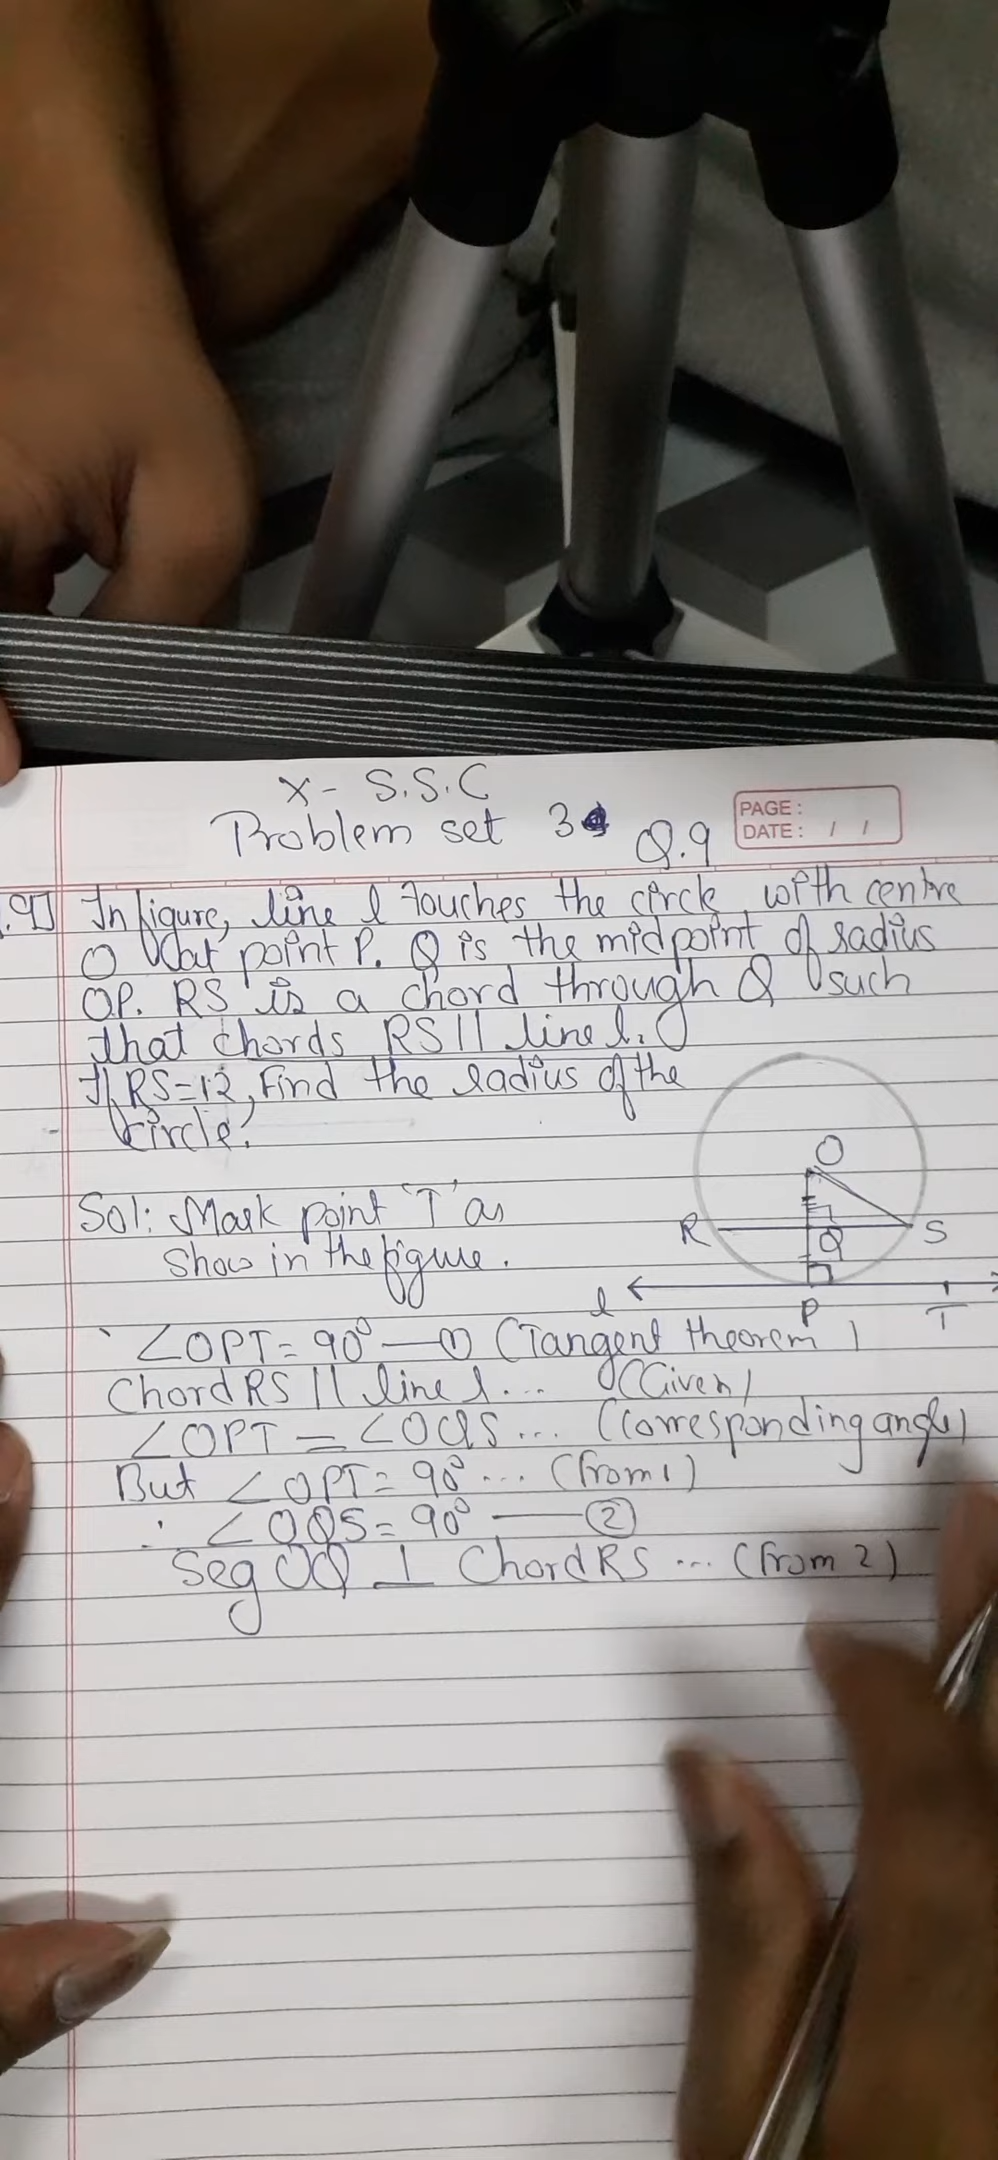 X - S.S.C
Problem set 3 Q.9
PAGE:
DATE: / /
.9] In figure, line l touches the circle with centre
O at point P. Q is the midpoint of radius
OP. RS is a chord through Q such
that chords RS || line l.
If RS=12, Find the radius of the
circle.
O
R
Q
S
l
P
T
Sol: Mark point 'T' as
Show in the figure.
∠OPT = 90° — ① (Tangent theorem)
Chord RS || line l... (Given)
∠OPT = ∠OQS... (Corresponding angle)
But ∠OPT = 90° ... (from 1)
∴ ∠OQS = 90° — ②
Seg OQ ⊥ Chord RS ... (from 2)